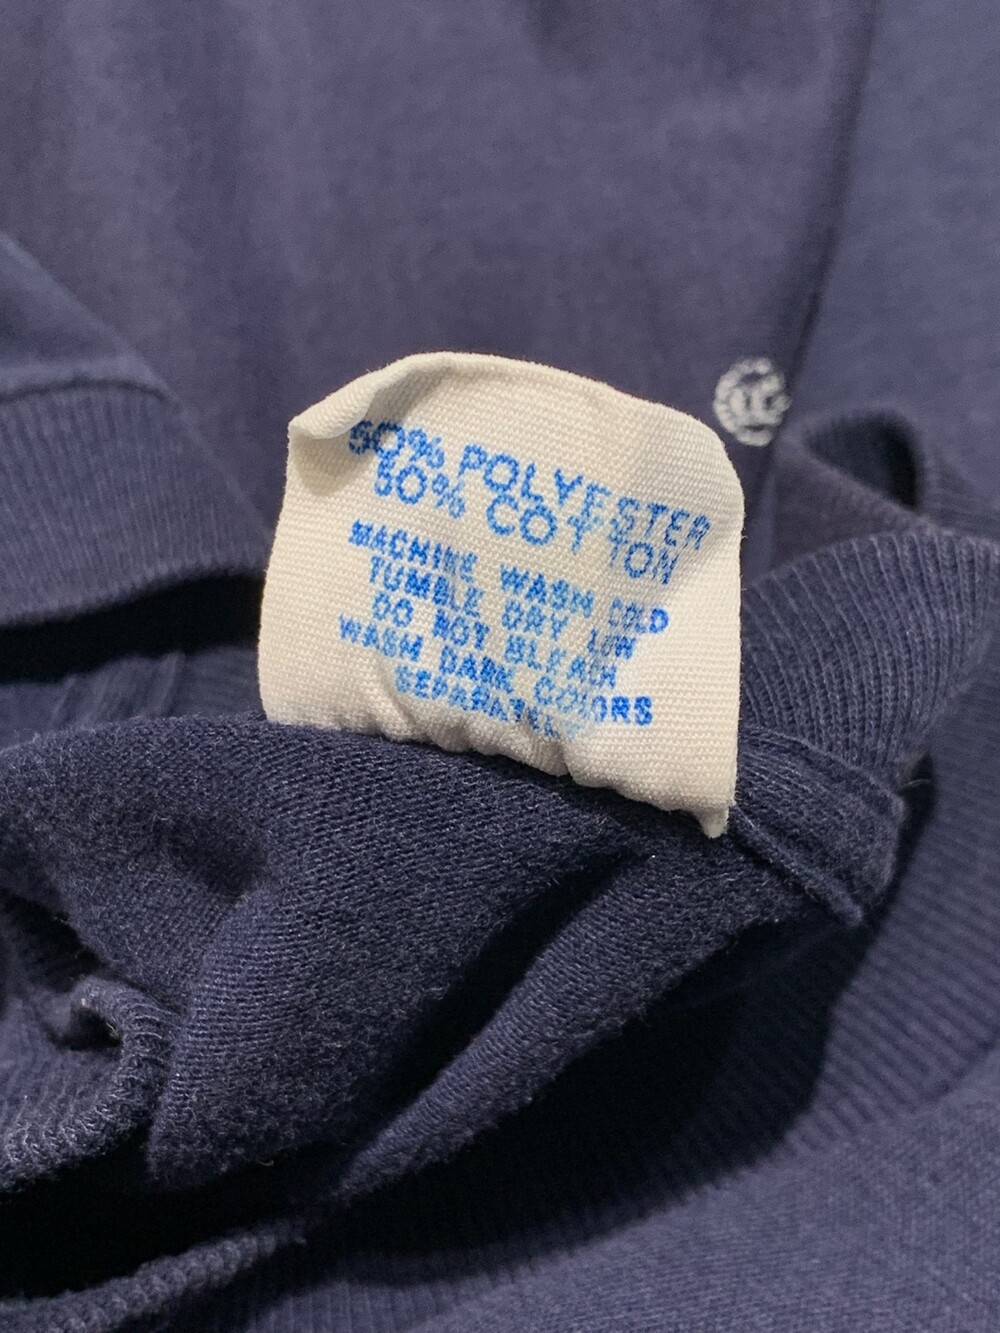 50% POLYESTER
50% COTTON
MACHINE WASH COLD
TUMBLE DRY LOW
DO NOT BLEACH
WASH DARK COLORS
SEPARATELY